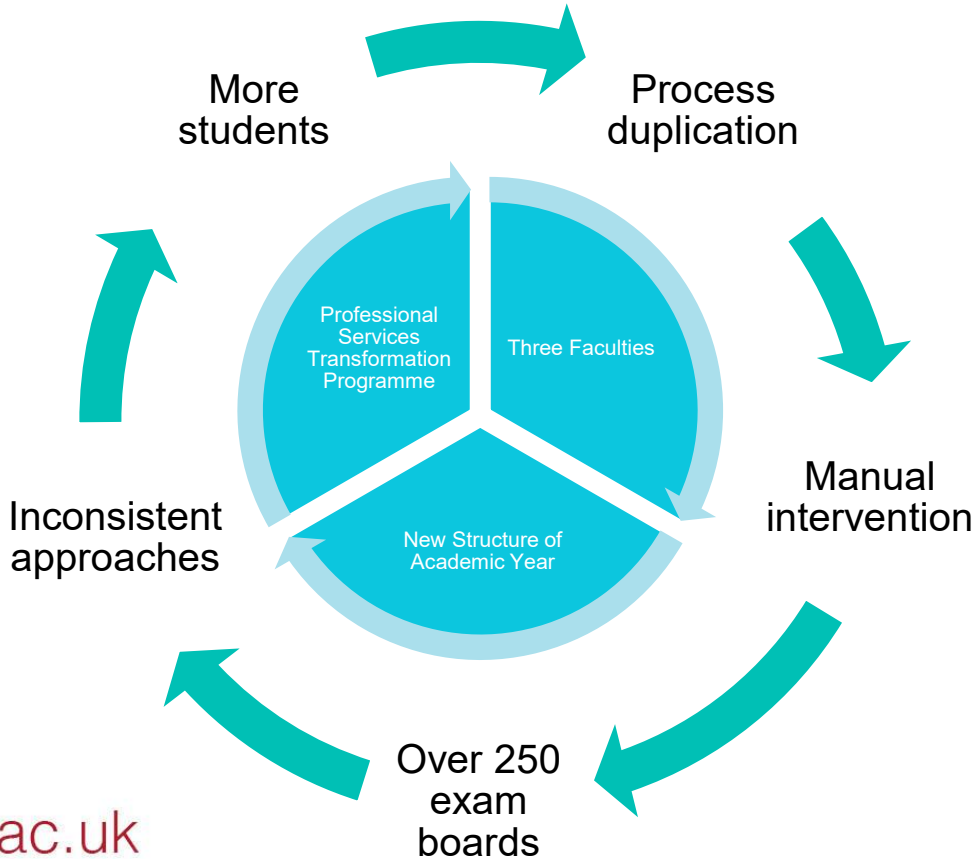 More
students
Process
duplication
Professional
Services
Transformation
Programme
Three Faculties
Manual
intervention
Inconsistent
approaches
New Structure of
Academic Year
Over 250
exam
boards
ac.uk